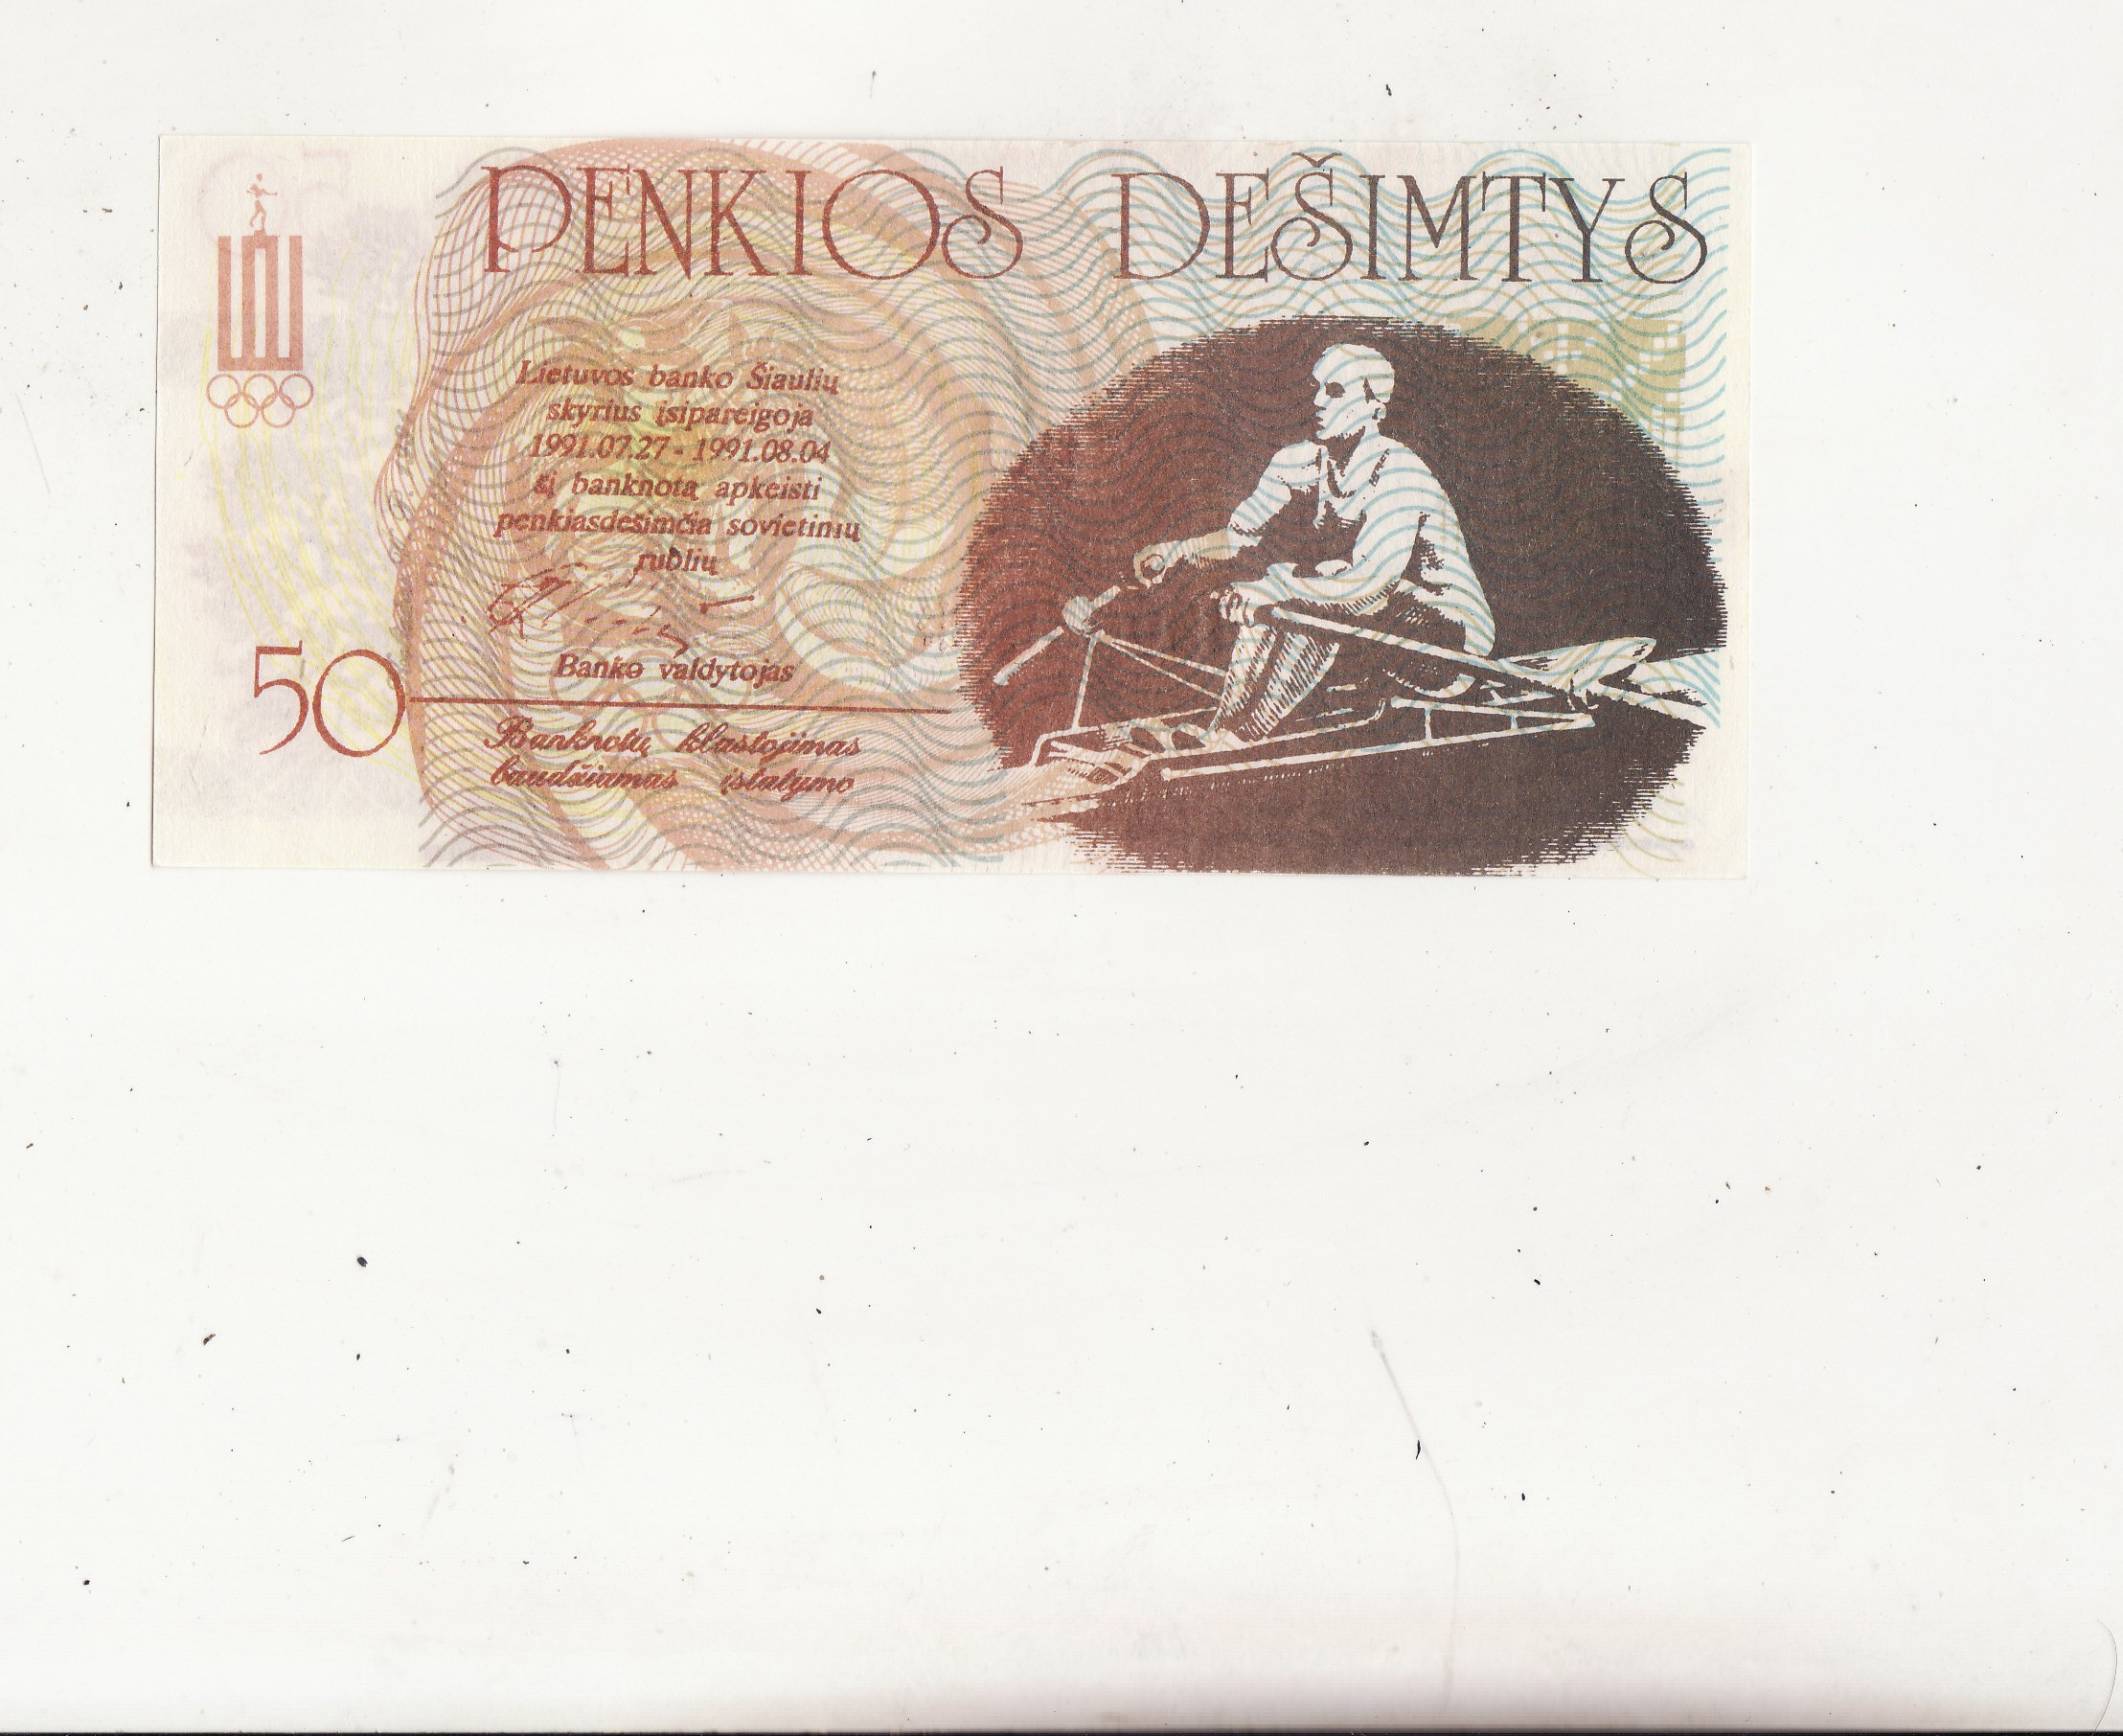 PENKIOS DEŠIMTYS
Lietuvos banko Šiaulių
skyrius įsipareigoja
1991.07.27 - 1991.08.04
šį banknotą apkeisti
penkiasdešimčia sovietinių
rublių
Banko valdytojas
50
Banknotų klastojimas
baudžiamas įstatymo